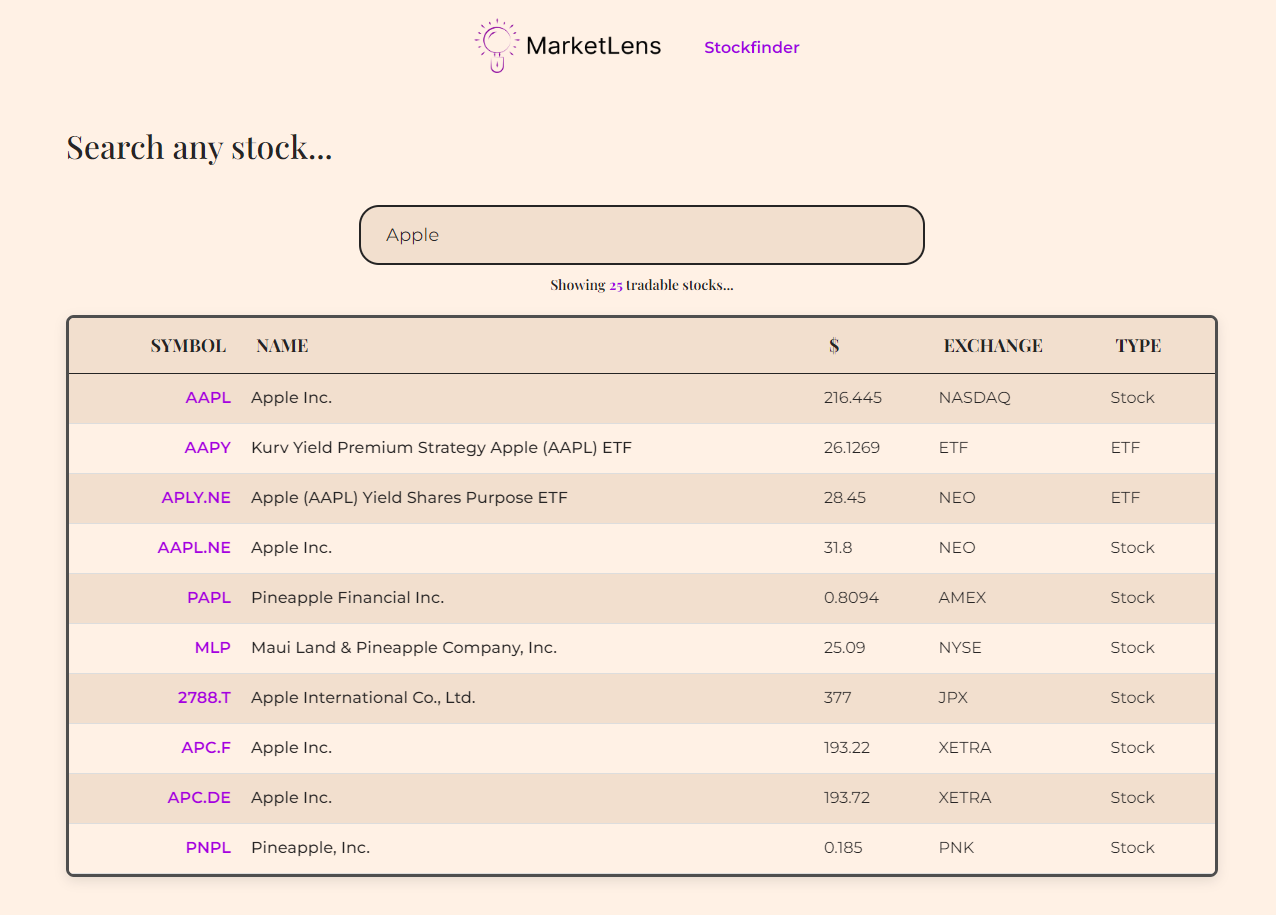 MarketLens Stockfinder
Search any stock...
Apple
Showing 25 tradable stocks...
SYMBOL NAME $ EXCHANGE TYPE
AAPL Apple Inc. 216.445 NASDAQ Stock
AAPY Kurv Yield Premium Strategy Apple (AAPL) ETF 26.1269 ETF ETF
APLY.NE Apple (AAPL) Yield Shares Purpose ETF 28.45 NEO ETF
AAPL.NE Apple Inc. 31.8 NEO Stock
PAPL Pineapple Financial Inc. 0.8094 AMEX Stock
MLP Maui Land & Pineapple Company, Inc. 25.09 NYSE Stock
2788.T Apple International Co., Ltd. 377 JPX Stock
APC.F Apple Inc. 193.22 XETRA Stock
APC.DE Apple Inc. 193.72 XETRA Stock
PNPL Pineapple, Inc. 0.185 PNK Stock